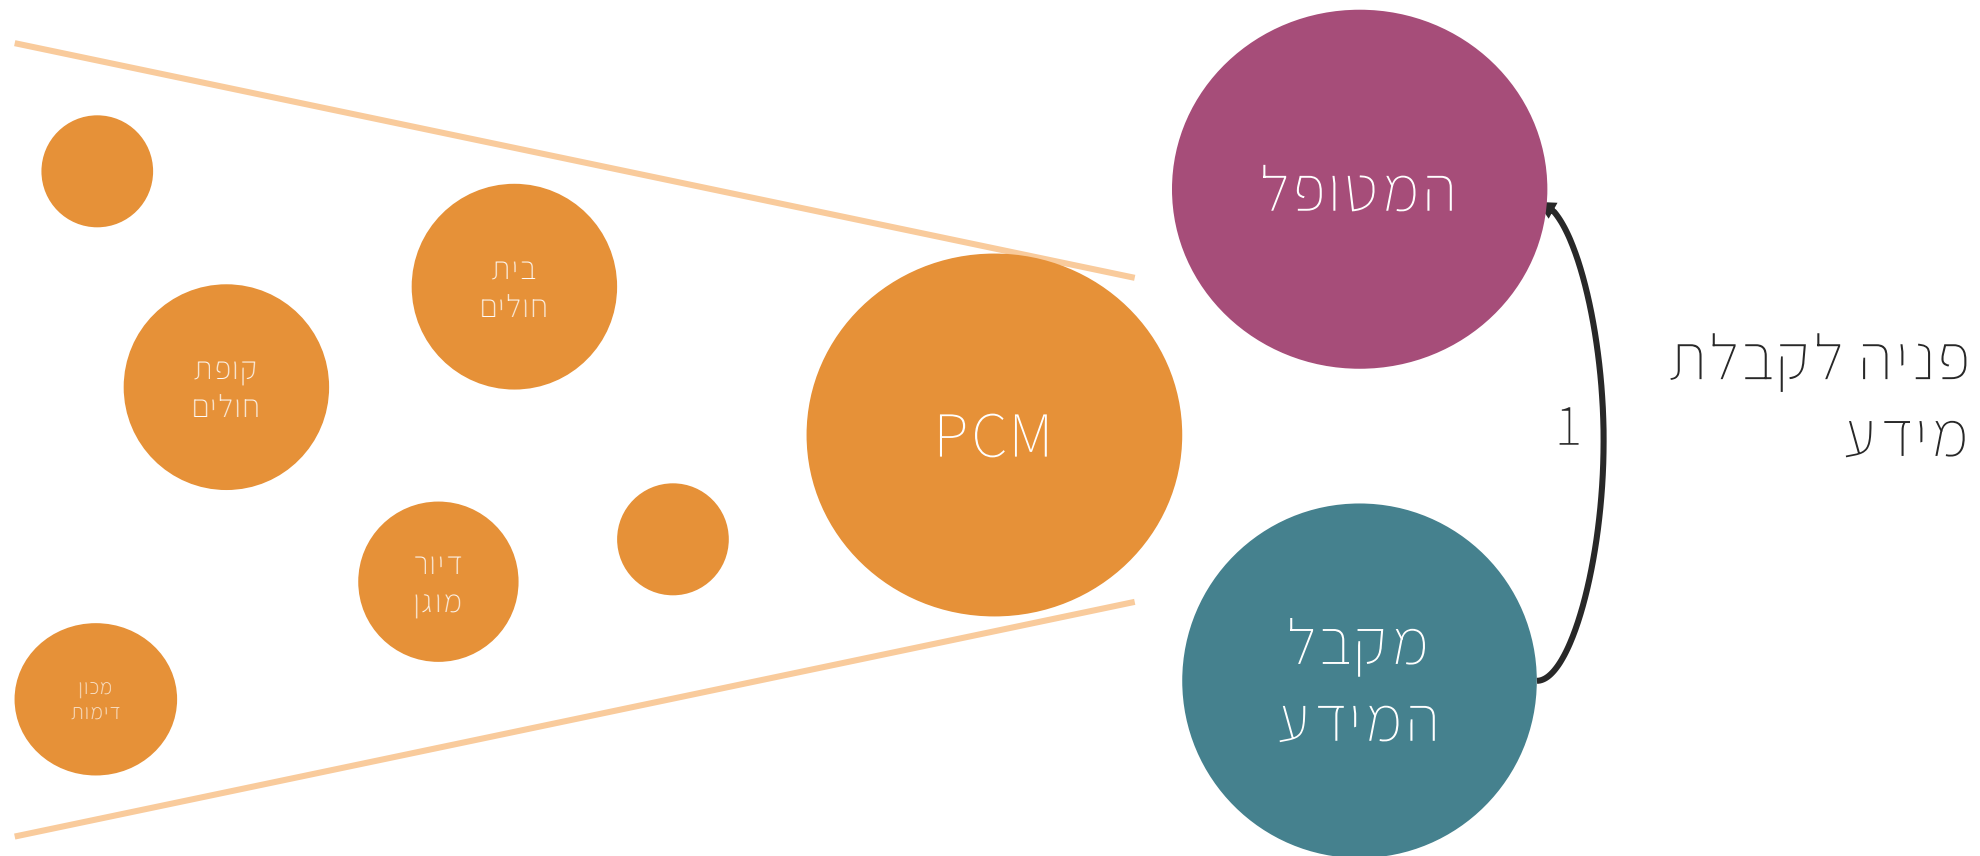 המטופל
בית
חולים
פניה לקבלת
מידע
קופת
חולים
PCM
1
דיור
מוגן
מקבל
המידע
מכון
דימות